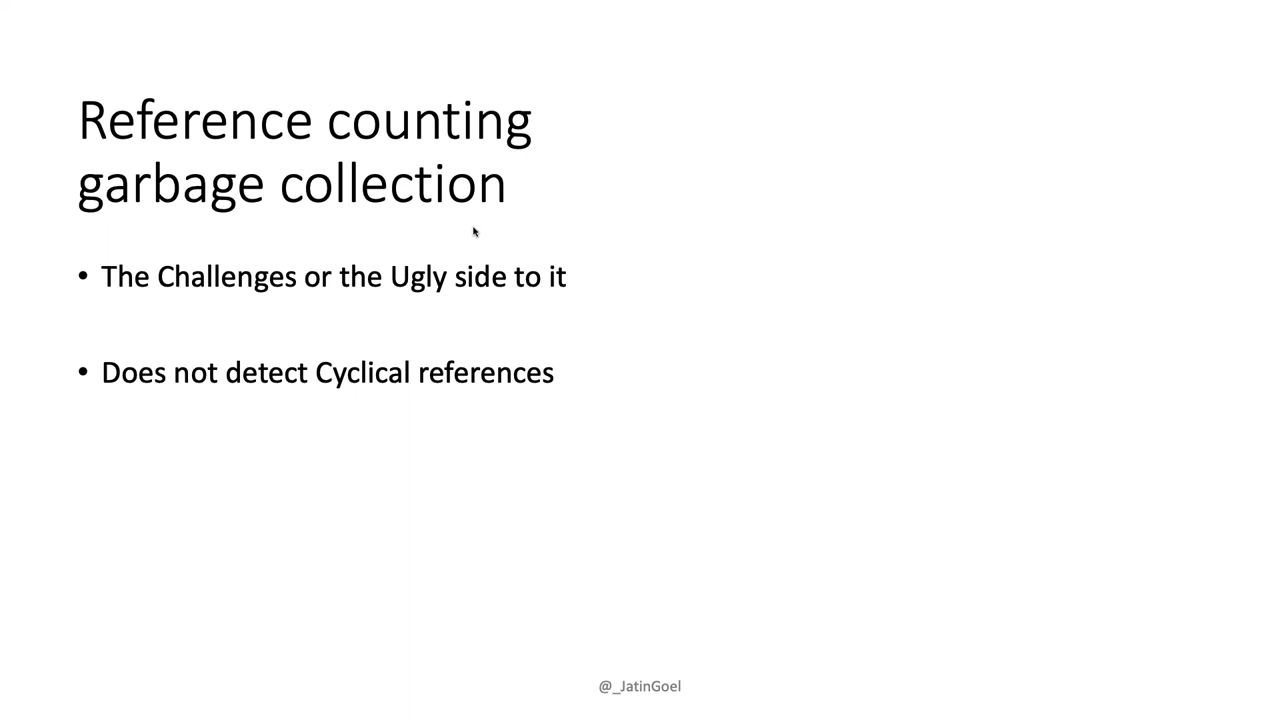 Reference counting
garbage collection
• The Challenges or the Ugly side to it
• Does not detect Cyclical references
@_JatinGoel